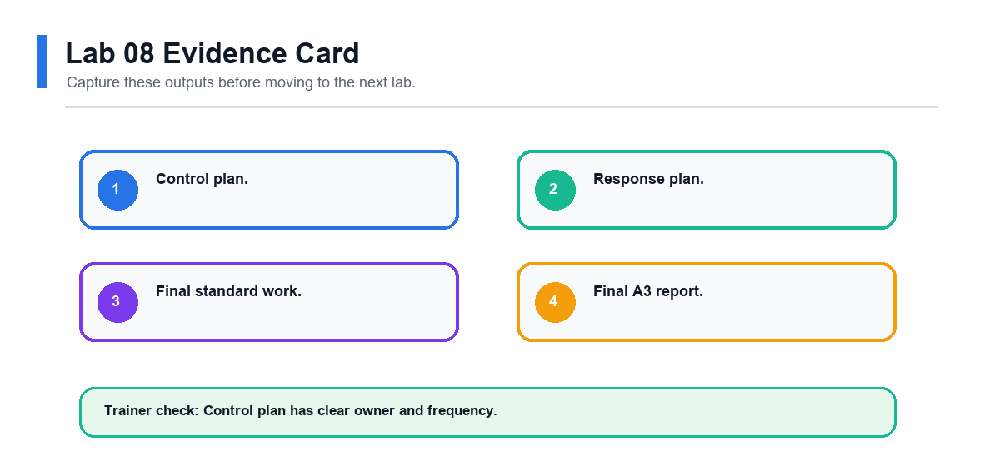 Lab 08 Evidence Card
Capture these outputs before moving to the next lab.
1
Control plan.
2
Response plan.
3
Final standard work.
4
Final A3 report.
Trainer check: Control plan has clear owner and frequency.